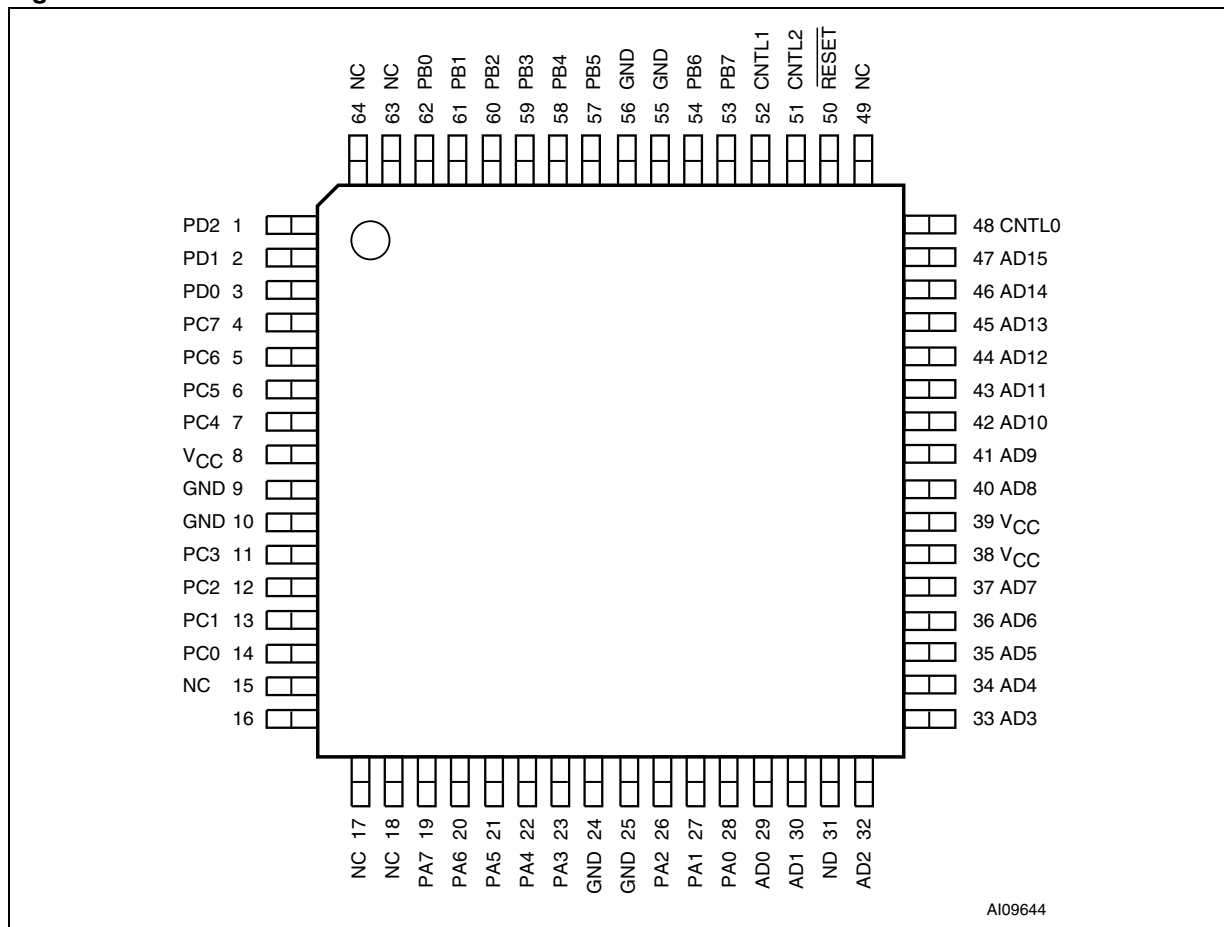 64 NC
63 NC
62 PB0
61 PB1
60 PB2
59 PB3
58 PB4
57 PB5
56 GND
55 GND
54 PB6
53 PB7
52 CNTL1
51 CNTL2
50 RESET
49 NC
PD2 1
PD1 2
PD0 3
PC7 4
PC6 5
PC5 6
PC4 7
VCC 8
GND 9
GND 10
PC3 11
PC2 12
PC1 13
PC0 14
NC 15
16
48 CNTL0
47 AD15
46 AD14
45 AD13
44 AD12
43 AD11
42 AD10
41 AD9
40 AD8
39 VCC
38 VCC
37 AD7
36 AD6
35 AD5
34 AD4
33 AD3
NC 17
NC 18
PA7 19
PA6 20
PA5 21
PA4 22
PA3 23
GND 24
GND 25
PA2 26
PA1 27
PA0 28
AD0 29
AD1 30
ND 31
AD2 32
AI09644